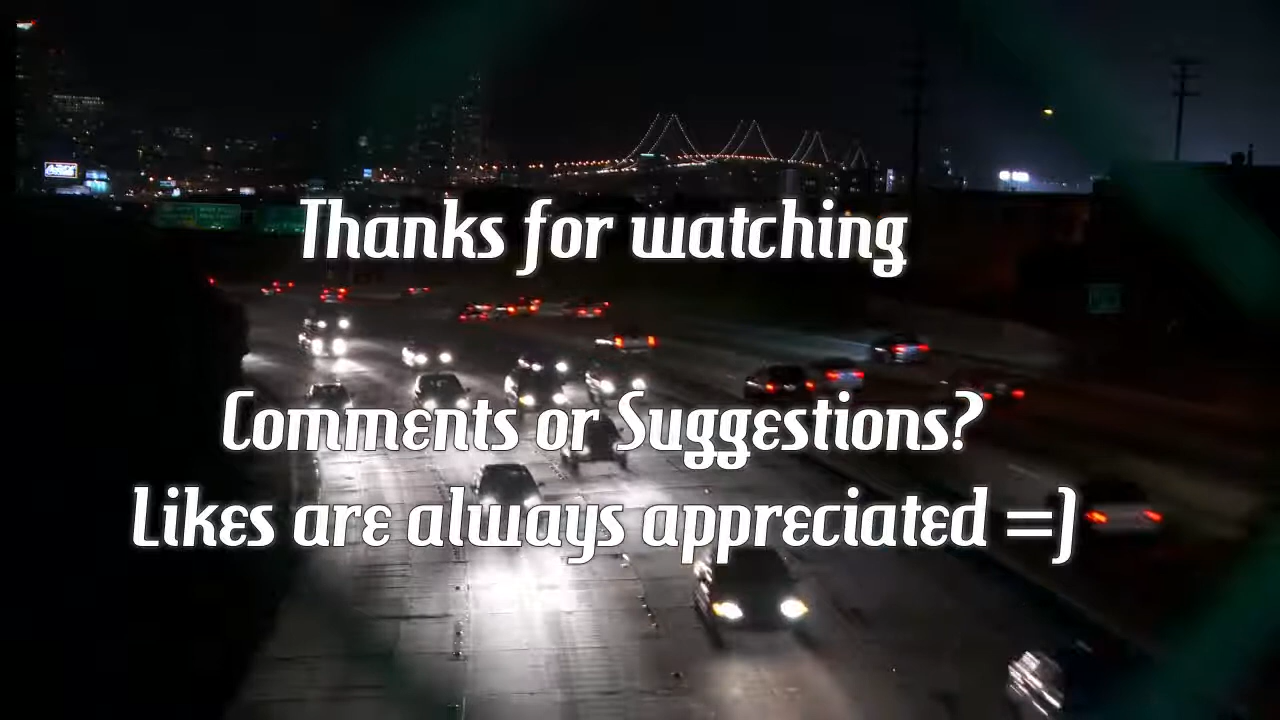 Thanks for watching
Comments or Suggestions?
Likes are always appreciated =)